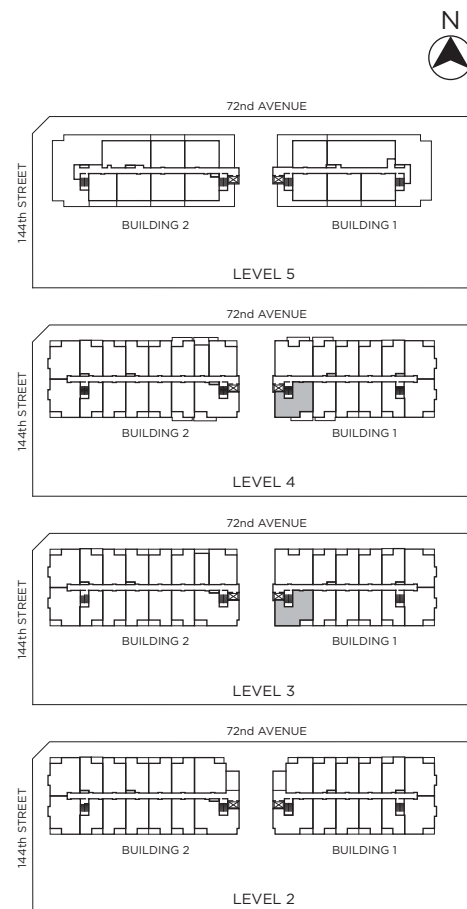 N
72nd AVENUE
144th STREET
BUILDING 2 BUILDING 1
LEVEL 5
72nd AVENUE
144th STREET
BUILDING 2 BUILDING 1
LEVEL 4
72nd AVENUE
144th STREET
BUILDING 2 BUILDING 1
LEVEL 3
72nd AVENUE
144th STREET
BUILDING 2 BUILDING 1
LEVEL 2